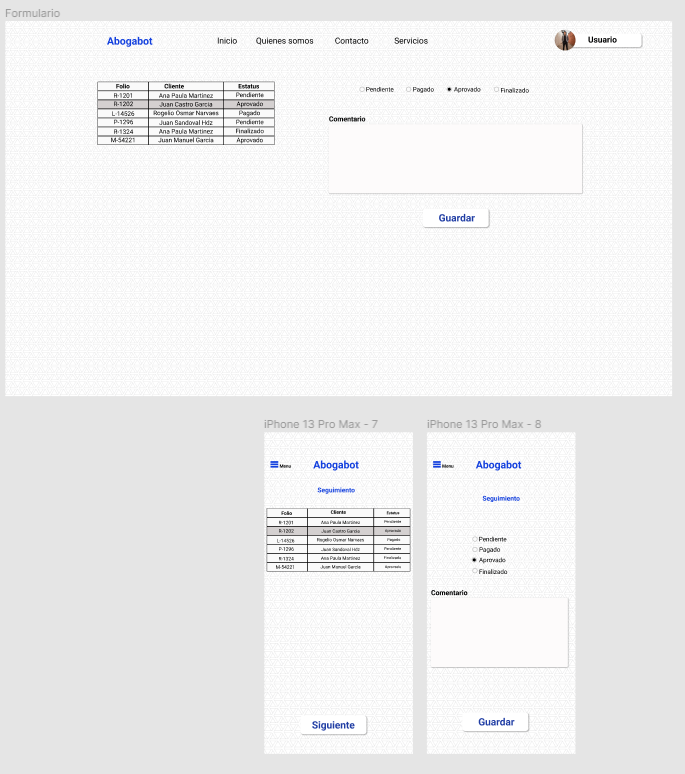 Formulario
Abogabot Inicio Quienes somos Contacto Servicios Usuario
Folio Cliente Estatus
R-1201 Ana Paula Martinez Pendiente
R-1202 Juan Castro Garcia Aprovado
L-14526 Rogelio Osmar Narvaes Pagado
P-1296 Juan Sandoval Hdz Pendiente
R-1324 Ana Paula Martinez Finalizado
M-54221 Juan Manuel Garcia Aprovado
Pendiente Pagado Aprovado Finalizado
Comentario
Guardar
iPhone 13 Pro Max - 7
Menu Abogabot
Seguimiento
Folio Cliente Estatus
R-1201 Ana Paula Martinez Pendiente
R-1202 Juan Castro Garcia Aprovado
L-14526 Rogelio Osmar Narvaes Pagado
P-1296 Juan Sandoval Hdz Pendiente
R-1324 Ana Paula Martinez Finalizado
M-54221 Juan Manuel Garcia Aprovado
Siguiente
iPhone 13 Pro Max - 8
Menu Abogabot
Seguimiento
Pendiente
Pagado
Aprovado
Finalizado
Comentario
Guardar